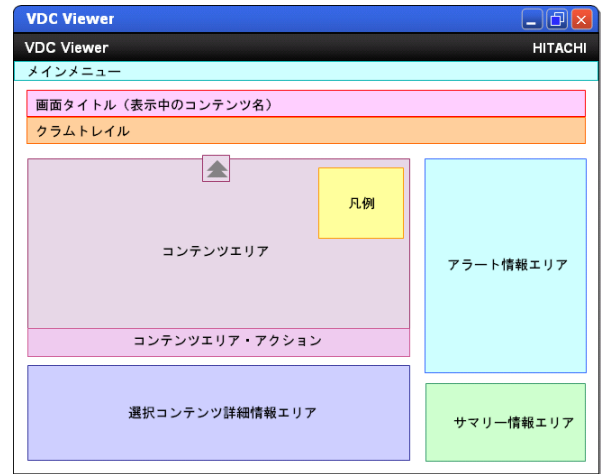 VDC Viewer
VDC Viewer HITACHI
メインメニュー
画面タイトル（表示中のコンテンツ名）
クラムトレイル
凡例
コンテンツエリア
アラート情報エリア
コンテンツエリア・アクション
選択コンテンツ詳細情報エリア
サマリー情報エリア